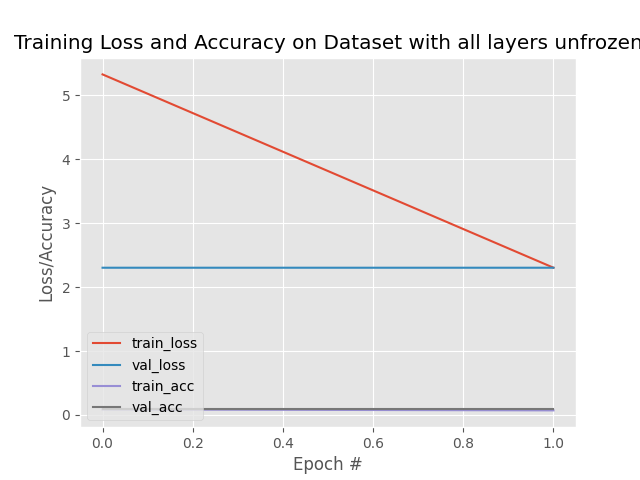 Training Loss and Accuracy on Dataset with all layers unfrozen
5
4
3
2
1
0
Loss/Accuracy
train_loss
val_loss
train_acc
val_acc
0.0 0.2 0.4 0.6 0.8 1.0
Epoch #